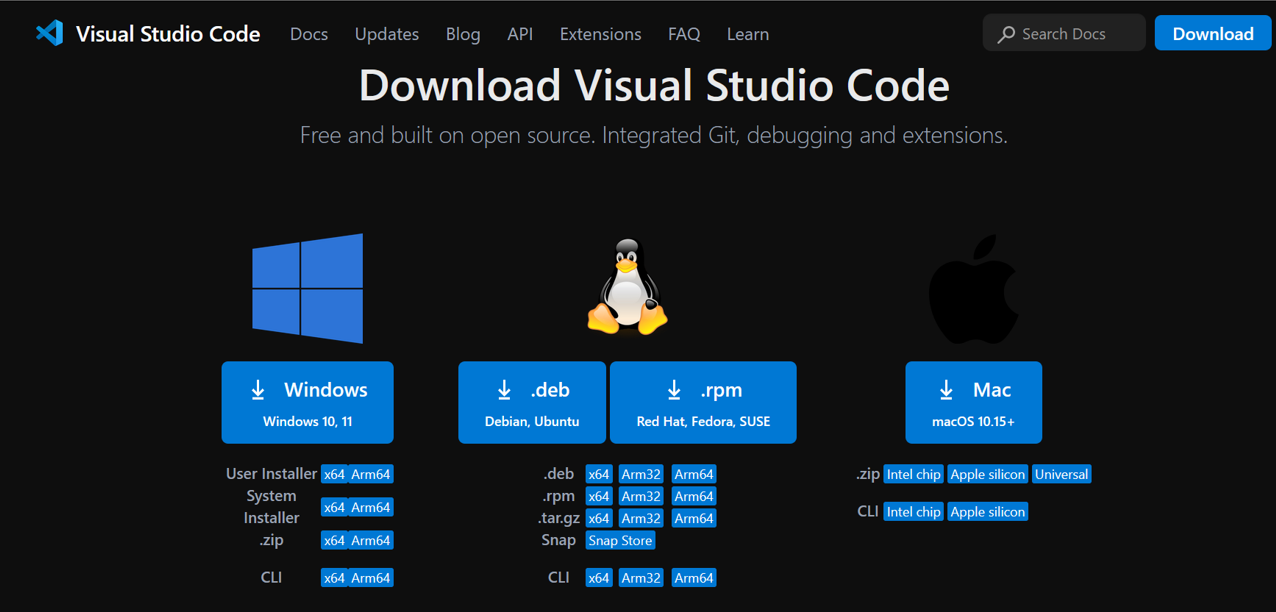 Visual Studio Code Docs Updates Blog API Extensions FAQ Learn Search Docs Download
Download Visual Studio Code
Free and built on open source. Integrated Git, debugging and extensions.
Windows
Windows 10, 11
.deb
Debian, Ubuntu
.rpm
Red Hat, Fedora, SUSE
Mac
macOS 10.15+
User Installer x64 Arm64
System
Installer x64 Arm64
.zip x64 Arm64
CLI x64 Arm64
.deb x64 Arm32 Arm64
.rpm x64 Arm32 Arm64
.tar.gz x64 Arm32 Arm64
Snap Snap Store
CLI x64 Arm32 Arm64
.zip Intel chip Apple silicon Universal
CLI Intel chip Apple silicon